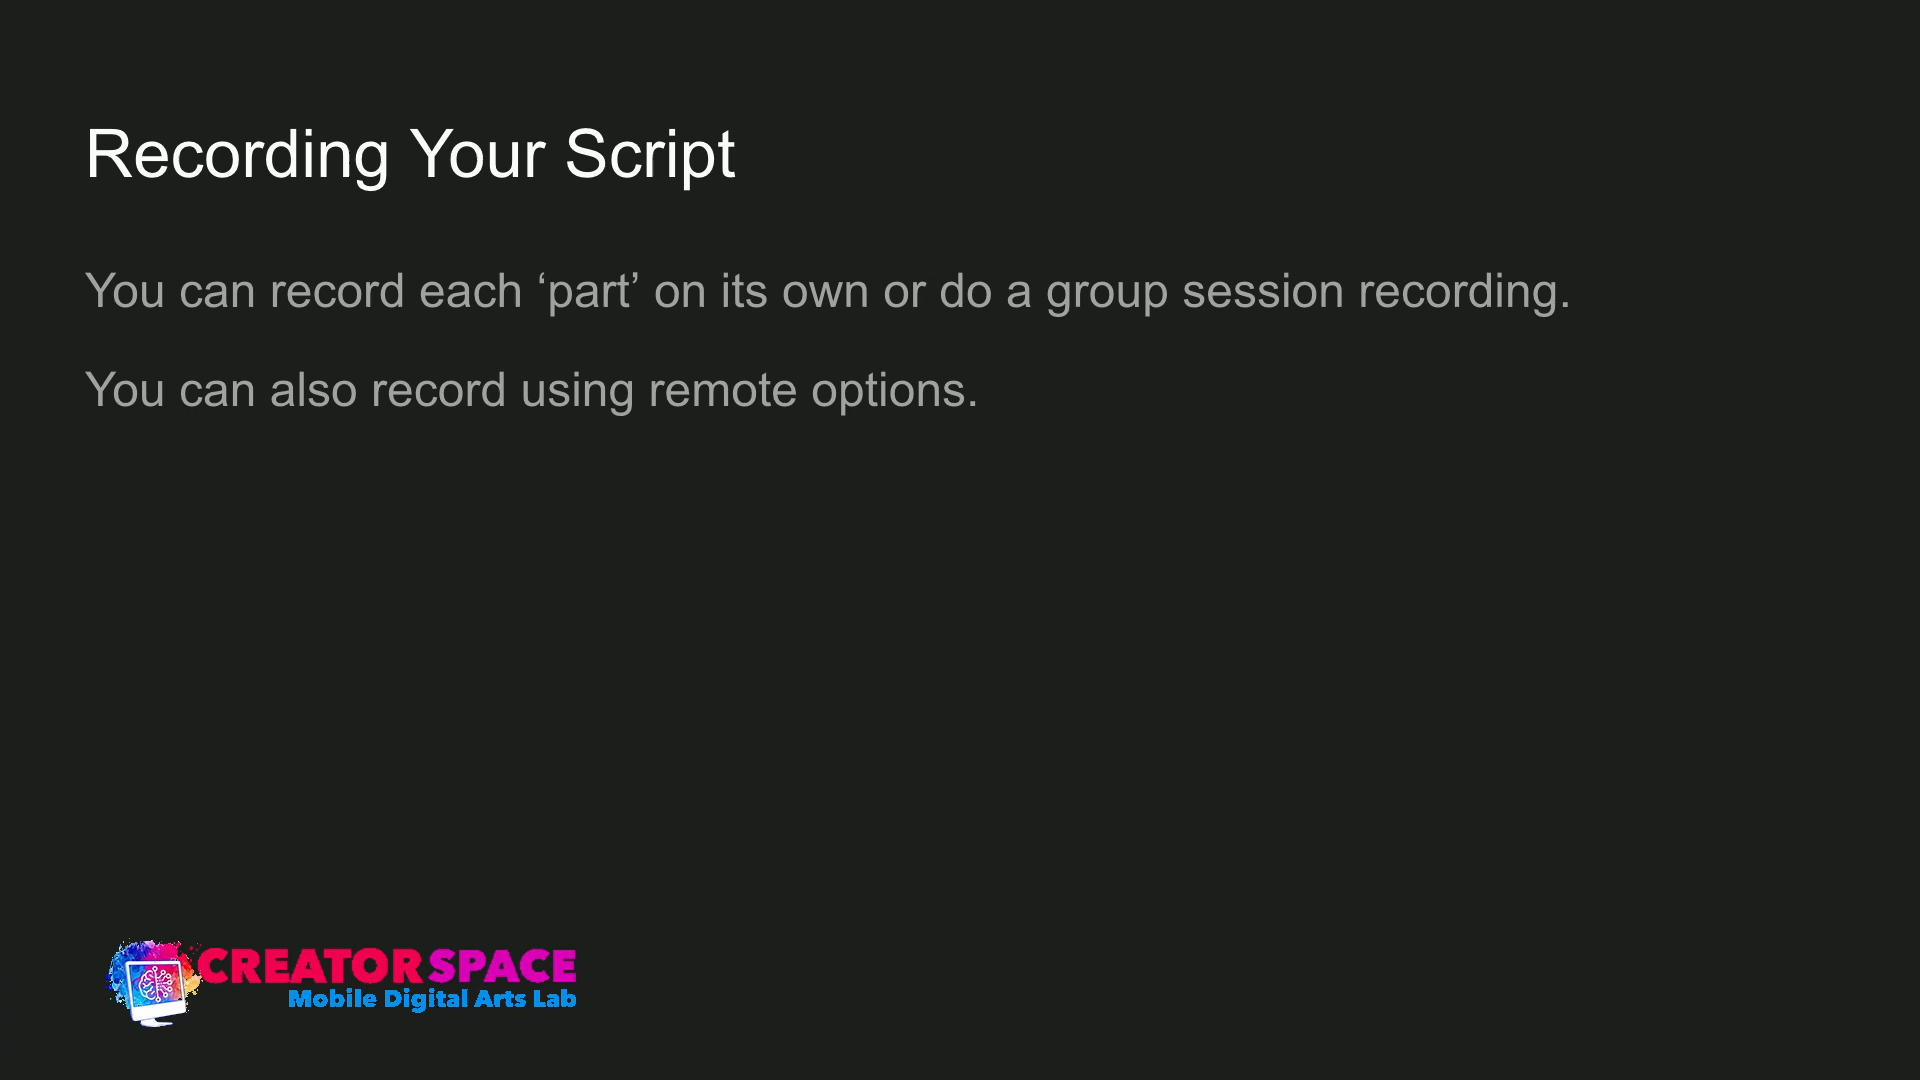 Recording Your Script
You can record each ‘part’ on its own or do a group session recording.
You can also record using remote options.
CREATORSPACE
Mobile Digital Arts Lab